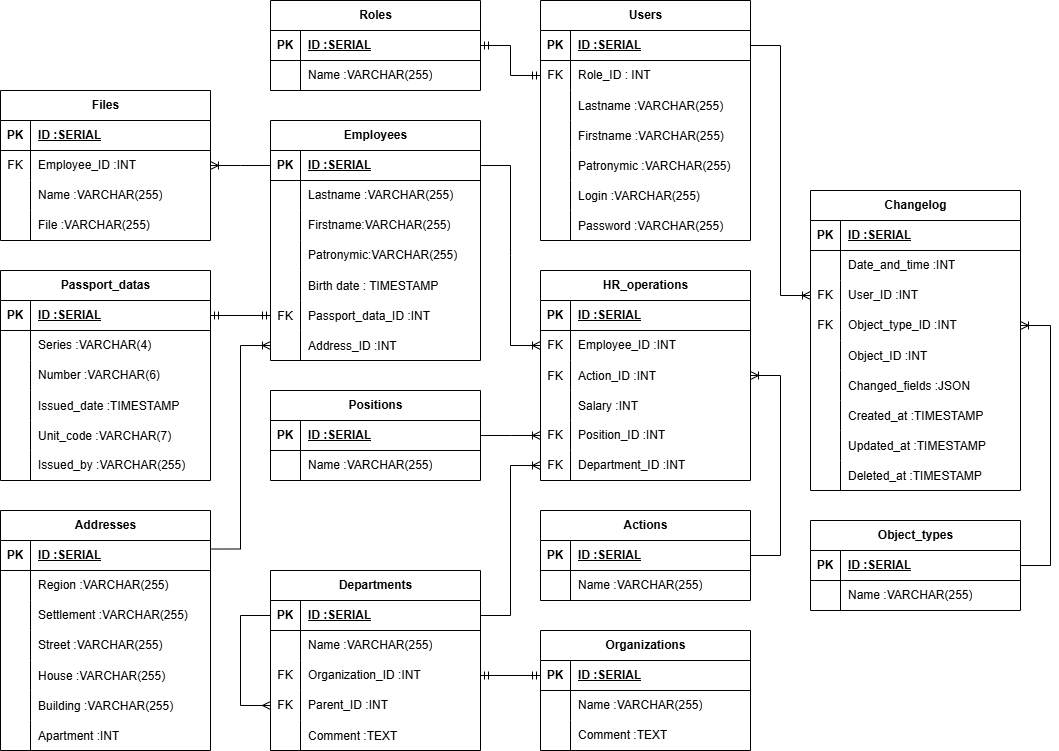 Roles
PK ID :SERIAL
Name :VARCHAR(255)
Users
PK ID :SERIAL
FK Role_ID : INT
Lastname :VARCHAR(255)
Firstname :VARCHAR(255)
Patronymic :VARCHAR(255)
Login :VARCHAR(255)
Password :VARCHAR(255)
Files
PK ID :SERIAL
FK Employee_ID :INT
Name :VARCHAR(255)
File :VARCHAR(255)
Employees
PK ID :SERIAL
Lastname :VARCHAR(255)
Firstname:VARCHAR(255)
Patronymic:VARCHAR(255)
Birth date : TIMESTAMP
FK Passport_data_ID :INT
Address_ID :INT
Changelog
PK ID :SERIAL
Date_and_time :INT
FK User_ID :INT
FK Object_type_ID :INT
Object_ID :INT
Changed_fields :JSON
Created_at :TIMESTAMP
Updated_at :TIMESTAMP
Deleted_at :TIMESTAMP
Passport_datas
PK ID :SERIAL
Series :VARCHAR(4)
Number :VARCHAR(6)
Issued_date :TIMESTAMP
Unit_code :VARCHAR(7)
Issued_by :VARCHAR(255)
HR_operations
PK ID :SERIAL
FK Employee_ID :INT
FK Action_ID :INT
Salary :INT
FK Position_ID :INT
FK Department_ID :INT
Positions
PK ID :SERIAL
Name :VARCHAR(255)
Addresses
PK ID :SERIAL
Region :VARCHAR(255)
Settlement :VARCHAR(255)
Street :VARCHAR(255)
House :VARCHAR(255)
Building :VARCHAR(255)
Apartment :INT
Actions
PK ID :SERIAL
Name :VARCHAR(255)
Object_types
PK ID :SERIAL
Name :VARCHAR(255)
Departments
PK ID :SERIAL
Name :VARCHAR(255)
FK Organization_ID :INT
FK Parent_ID :INT
Comment :TEXT
Organizations
PK ID :SERIAL
Name :VARCHAR(255)
Comment :TEXT